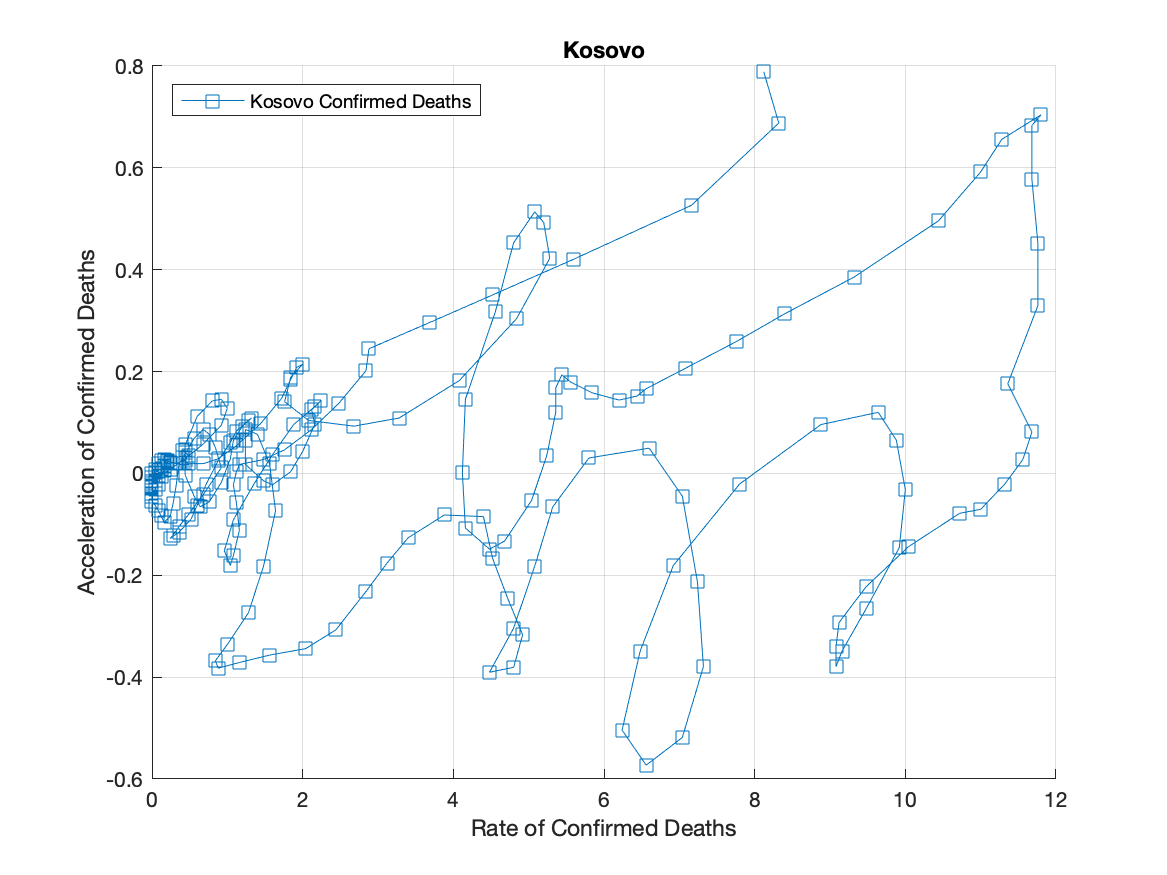 Kosovo
0.8
Kosovo Confirmed Deaths
0.6
0.4
0.2
0
-0.2
-0.4
-0.6
Acceleration of Confirmed Deaths
0 2 4 6 8 10 12
Rate of Confirmed Deaths